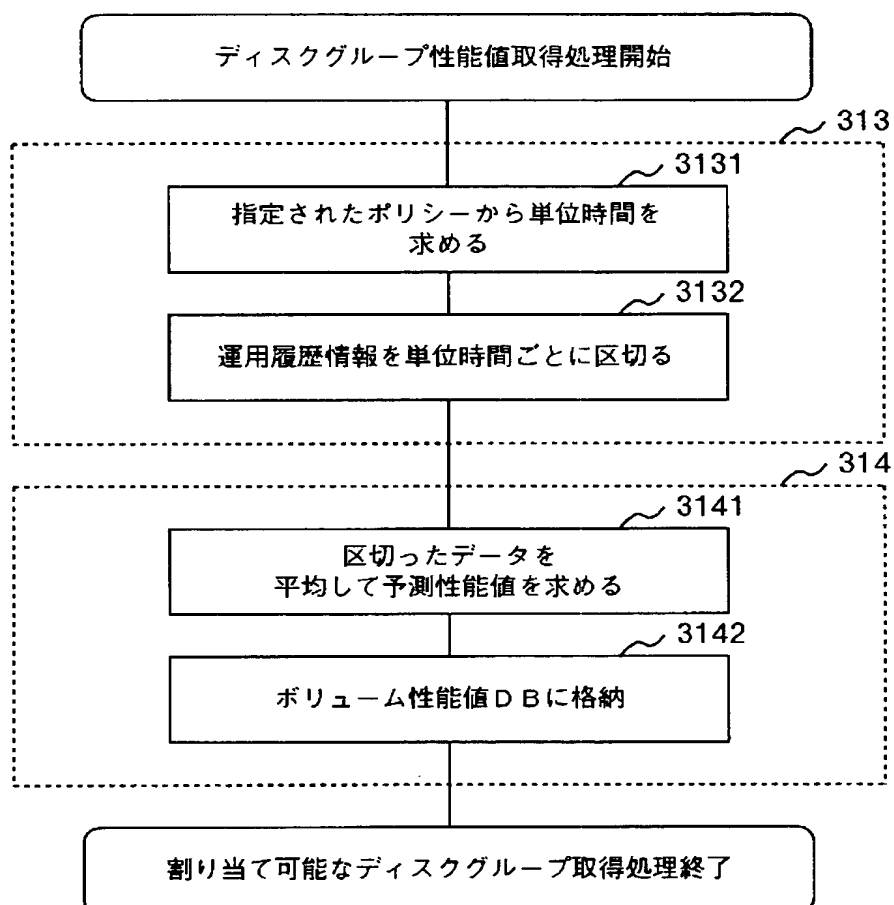 ディスクグループ性能値取得処理開始
313
3131
指定されたポリシーから単位時間を
求める
3132
運用履歴情報を単位時間ごとに区切る
314
3141
区切ったデータを
平均して予測性能値を求める
3142
ボリューム性能値DBに格納
割り当て可能なディスクグループ取得処理終了